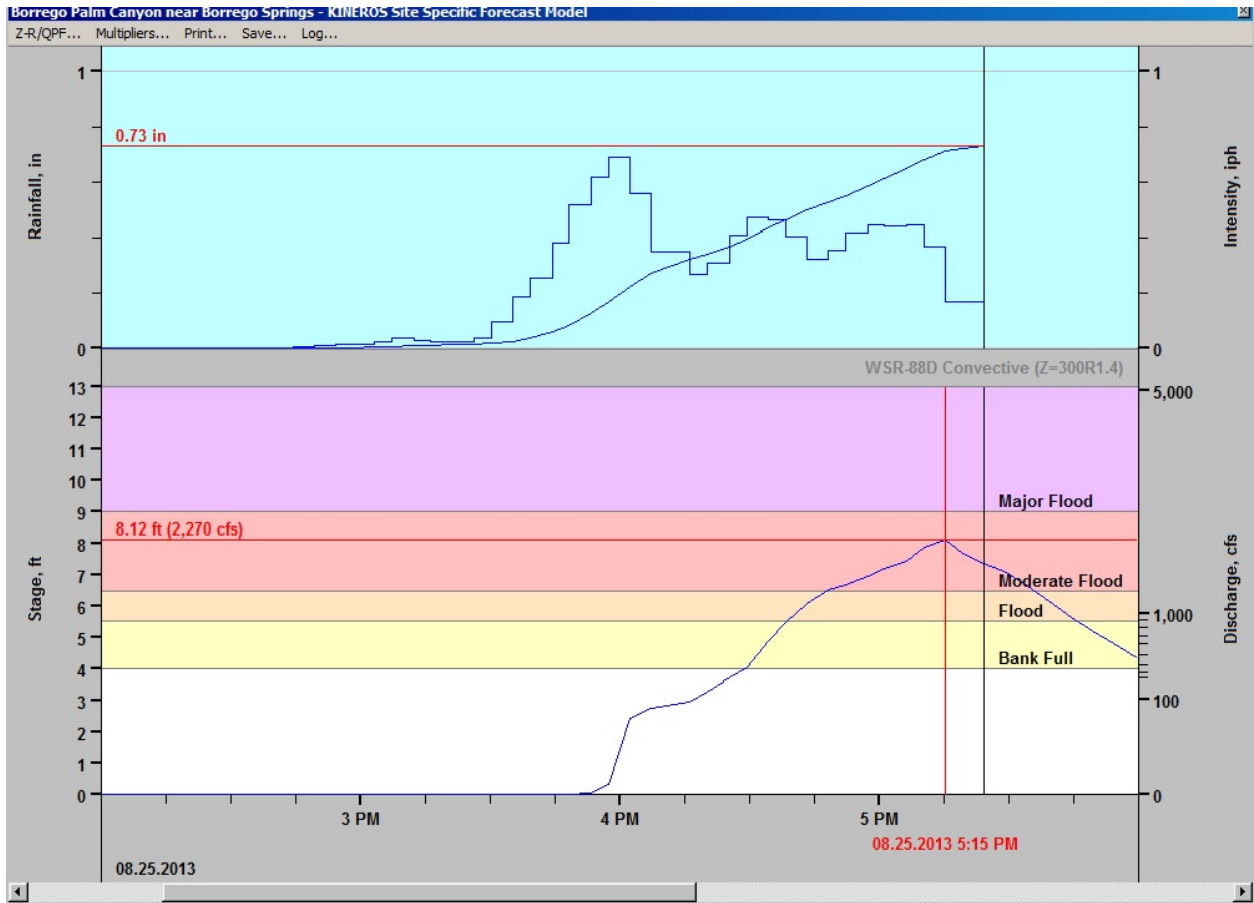 Borrego Palm Canyon near Borrego Springs - KINEROS Site Specific Forecast Model
Z-R/QPF... Multipliers... Print... Save... Log...
1
0
Rainfall, in
0.73 in
1
0
Intensity, iph
WSR-88D Convective (Z=300R1.4)
13
12
11
10
9
8
7
6
5
4
3
2
1
0
Stage, ft
8.12 ft (2,270 cfs)
Major Flood
Moderate Flood
Flood
Bank Full
5,000
1,000
100
0
Discharge, cfs
3 PM
4 PM
5 PM
08.25.2013 5:15 PM
08.25.2013